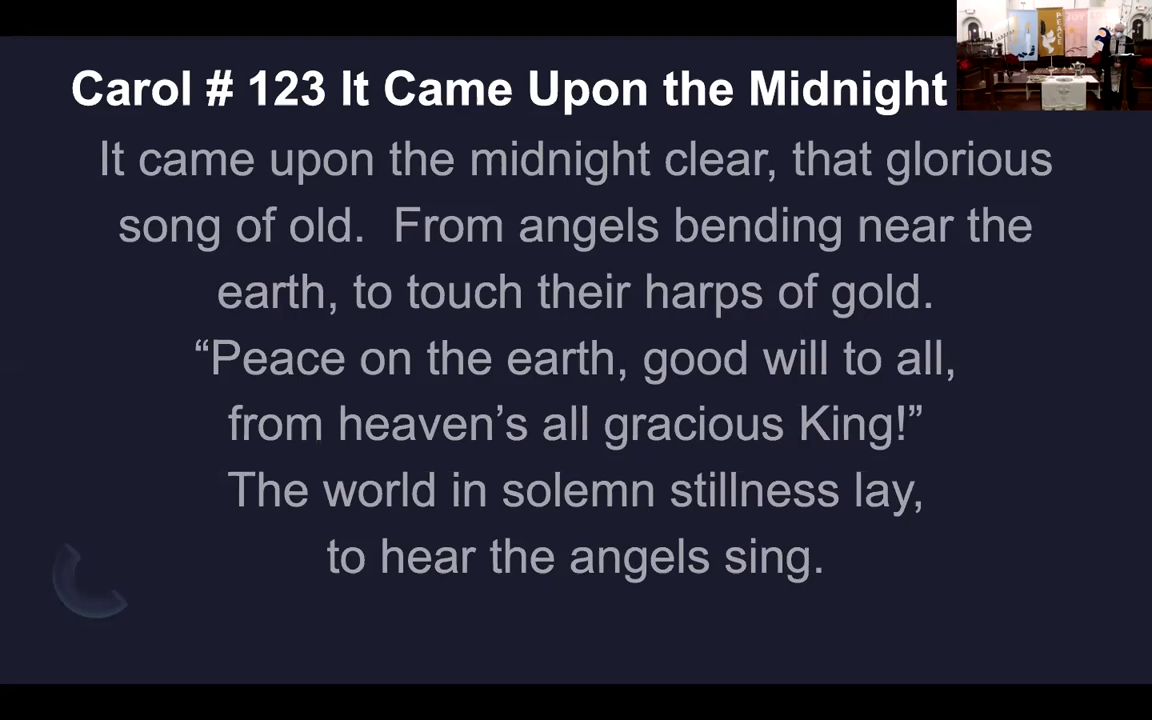 Carol # 123 It Came Upon the Midnight
It came upon the midnight clear, that glorious
song of old.  From angels bending near the
earth, to touch their harps of gold.
“Peace on the earth, good will to all,
from heaven’s all gracious King!”
The world in solemn stillness lay,
to hear the angels sing.
PEACE
JOY